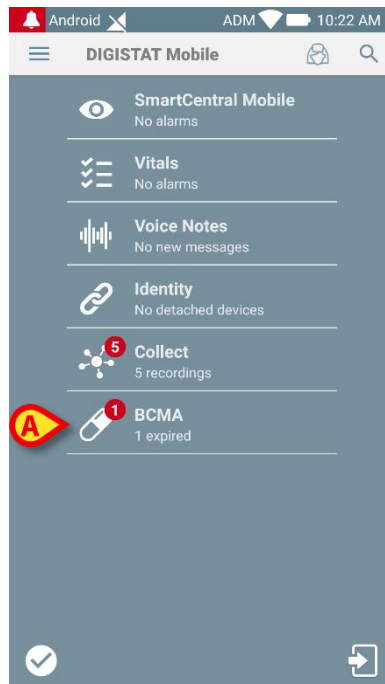 Android ADM 10:22 AM
DIGISTAT Mobile
SmartCentral Mobile
No alarms
Vitals
No alarms
Voice Notes
No new messages
Identity
No detached devices
5
Collect
5 recordings
1
BCMA
1 expired
A